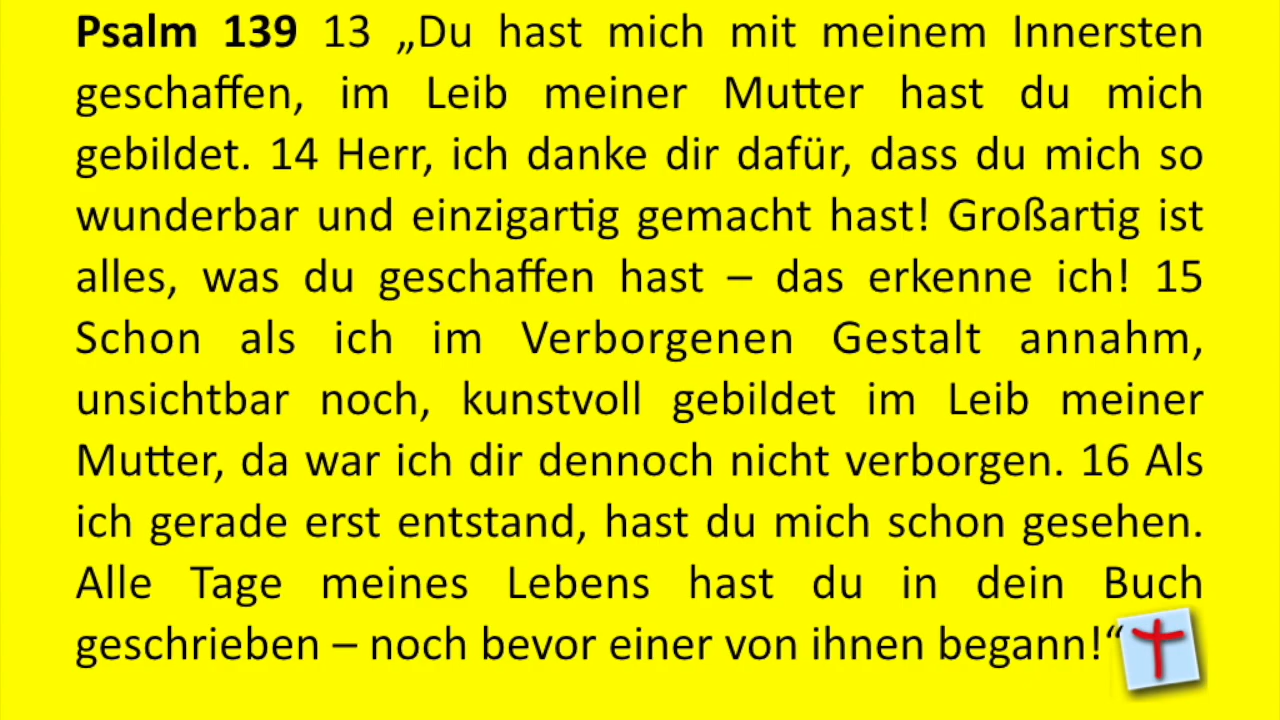 Psalm 139 13 „Du hast mich mit meinem Innersten
geschaffen, im Leib meiner Mutter hast du mich
gebildet. 14 Herr, ich danke dir dafür, dass du mich so
wunderbar und einzigartig gemacht hast! Großartig ist
alles, was du geschaffen hast – das erkenne ich! 15
Schon als ich im Verborgenen Gestalt annahm,
unsichtbar noch, kunstvoll gebildet im Leib meiner
Mutter, da war ich dir dennoch nicht verborgen. 16 Als
ich gerade erst entstand, hast du mich schon gesehen.
Alle Tage meines Lebens hast du in dein Buch
geschrieben – noch bevor einer von ihnen begann!“